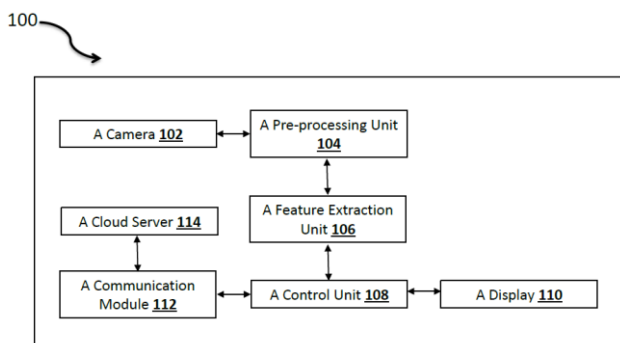 100
A Camera 102
A Pre-processing Unit
104
A Cloud Server 114
A Feature Extraction
Unit 106
A Communication
Module 112
A Control Unit 108
A Display 110